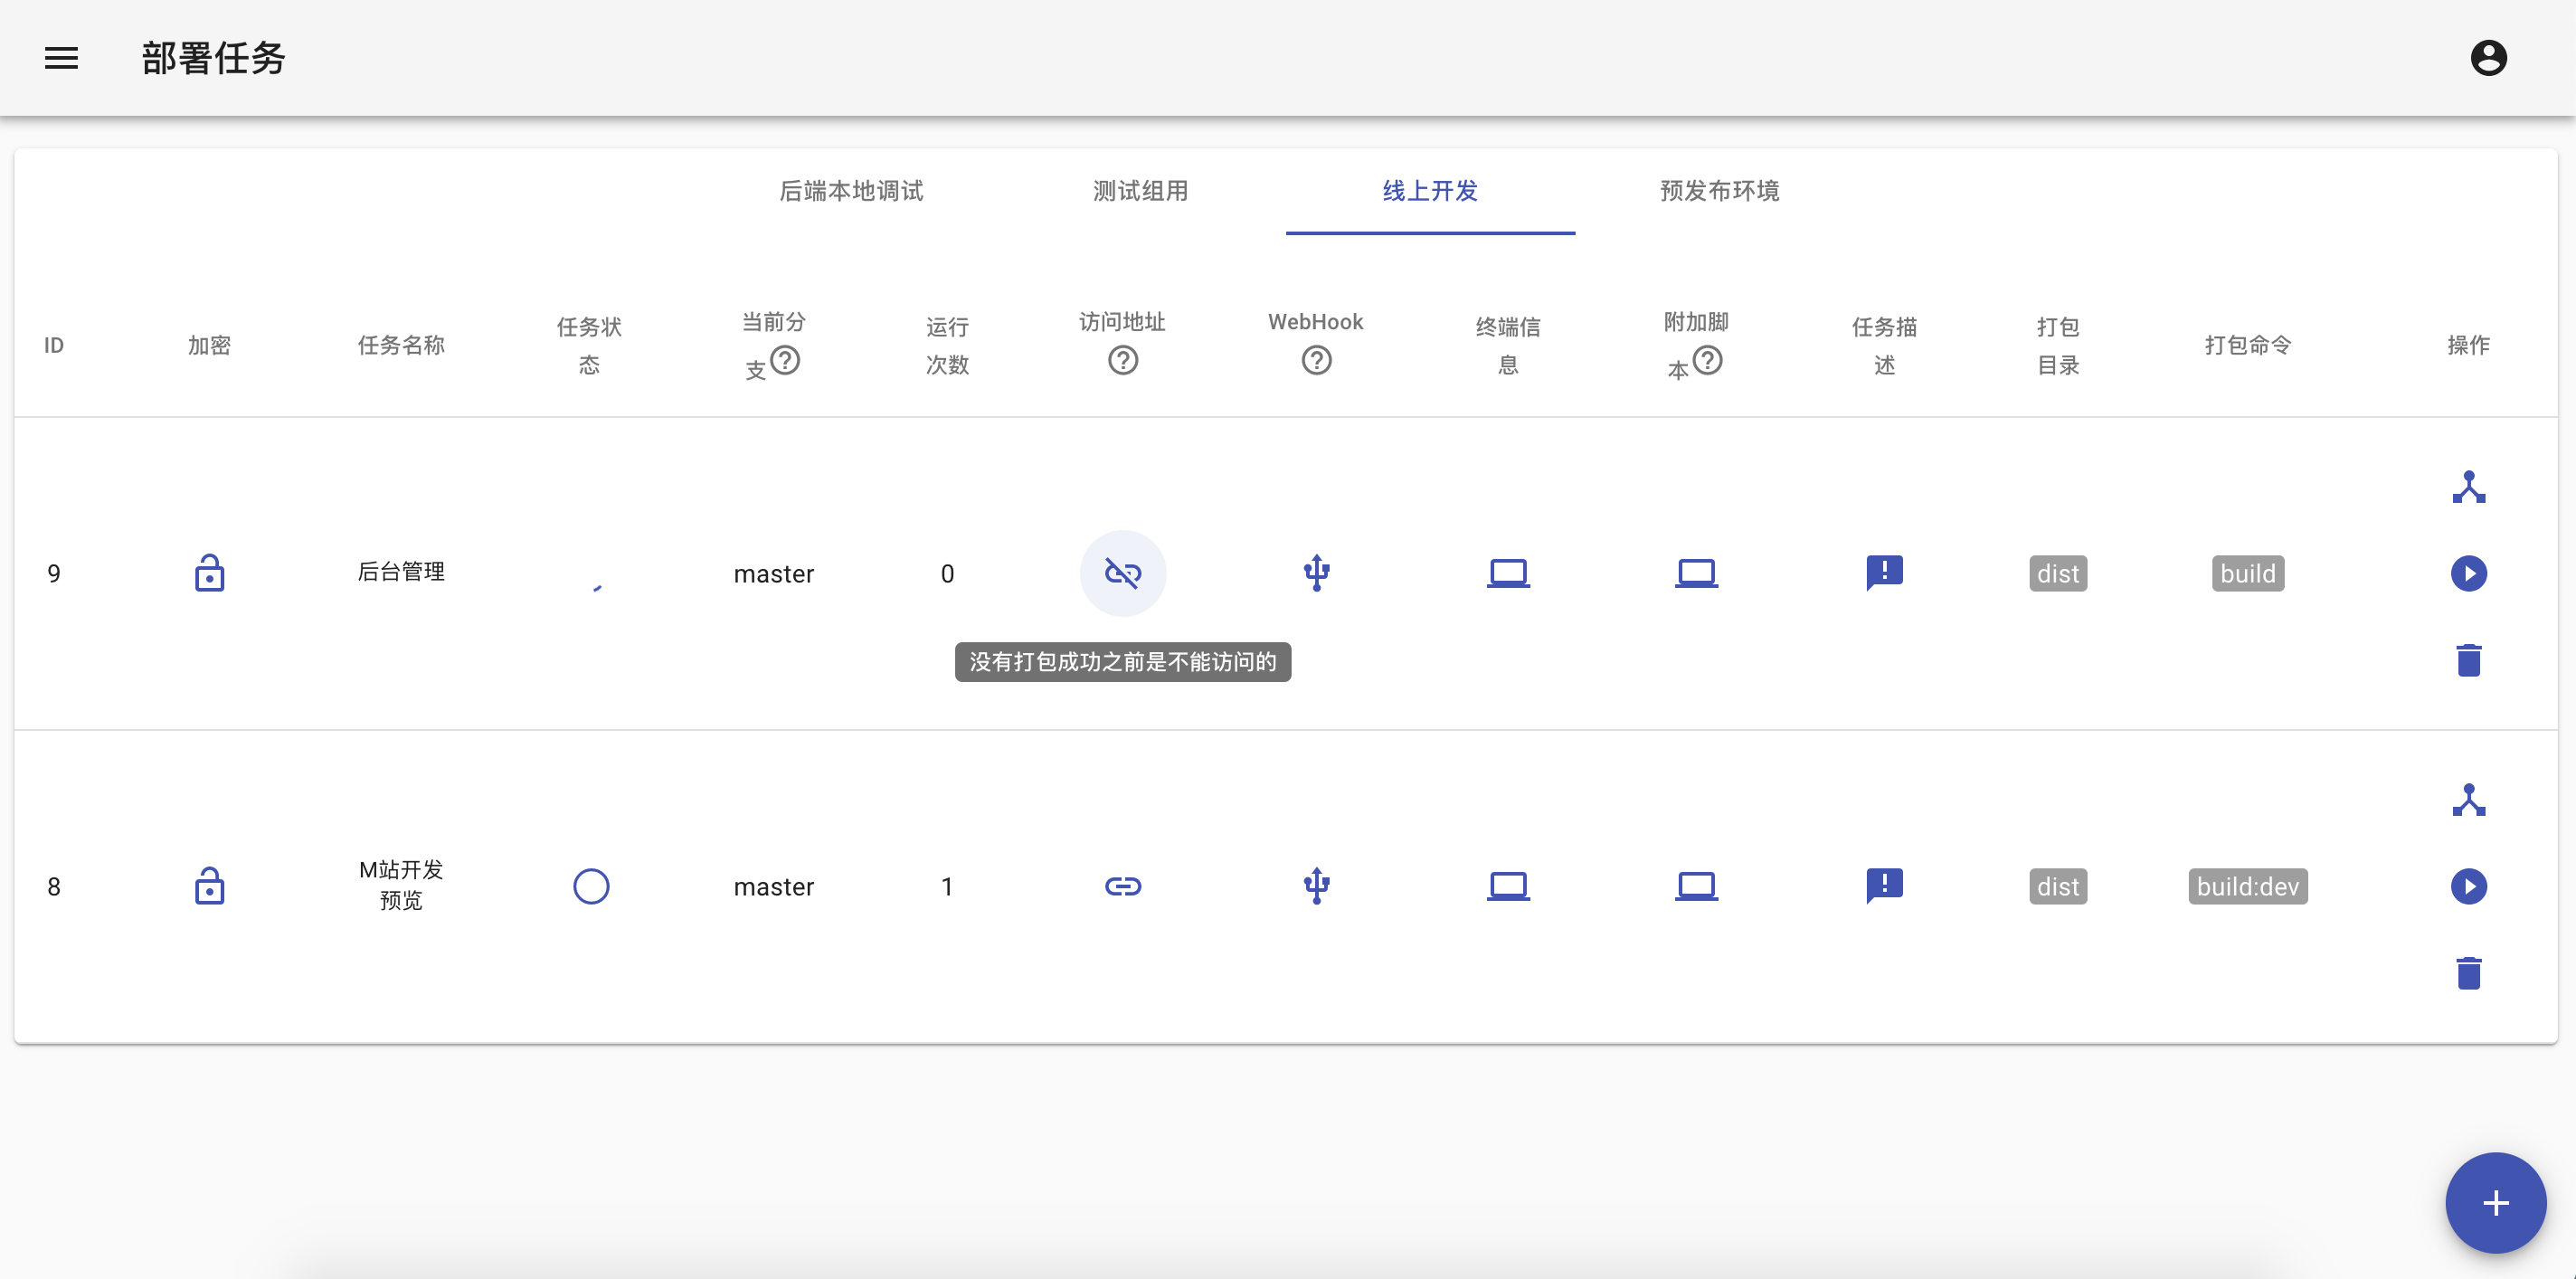 部署任务
后端本地调试
测试组用
线上开发
预发布环境
ID
加密
任务名称
任务状
态
当前分
支
运行
次数
访问地址
WebHook
终端信
息
附加脚
本
任务描
述
打包
目录
打包命令
操作
9
后台管理
master
0
dist
build
没有打包成功之前是不能访问的
8
M站开发
预览
master
1
dist
build:dev